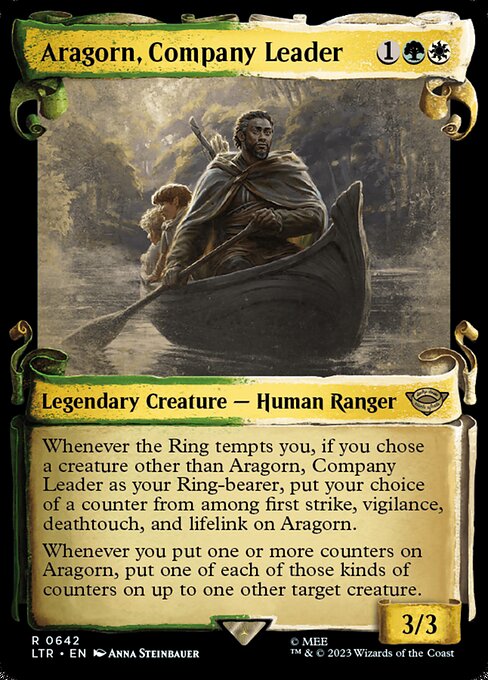 Aragorn, Company Leader 1
Legendary Creature — Human Ranger
Whenever the Ring tempts you, if you chose
a creature other than Aragorn, Company
Leader as your Ring-bearer, put your choice
of a counter from among first strike, vigilance,
deathtouch, and lifelink on Aragorn.
Whenever you put one or more counters on
Aragorn, put one of each of those kinds of
counters on up to one other target creature.
3/3
R 0642
LTR • EN Anna Steinbauer
© MEE
™ & © 2023 Wizards of the Coast